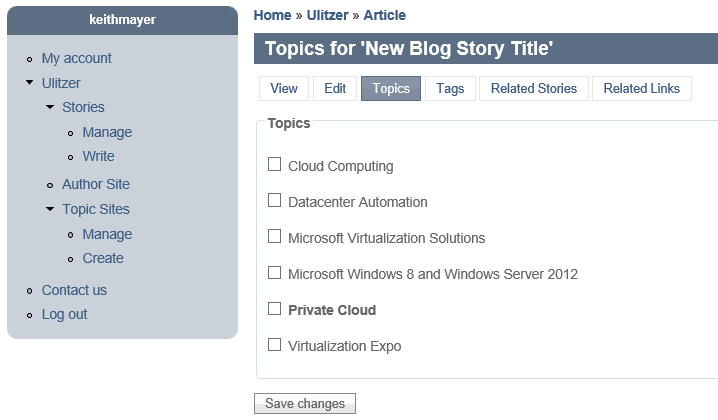 keithmayer
My account
Ulitzer
Stories
Manage
Write
Author Site
Topic Sites
Manage
Create
Contact us
Log out
Home » Ulitzer » Article
Topics for 'New Blog Story Title'
View Edit Topics Tags Related Stories Related Links
Topics
Cloud Computing
Datacenter Automation
Microsoft Virtualization Solutions
Microsoft Windows 8 and Windows Server 2012
Private Cloud
Virtualization Expo
Save changes